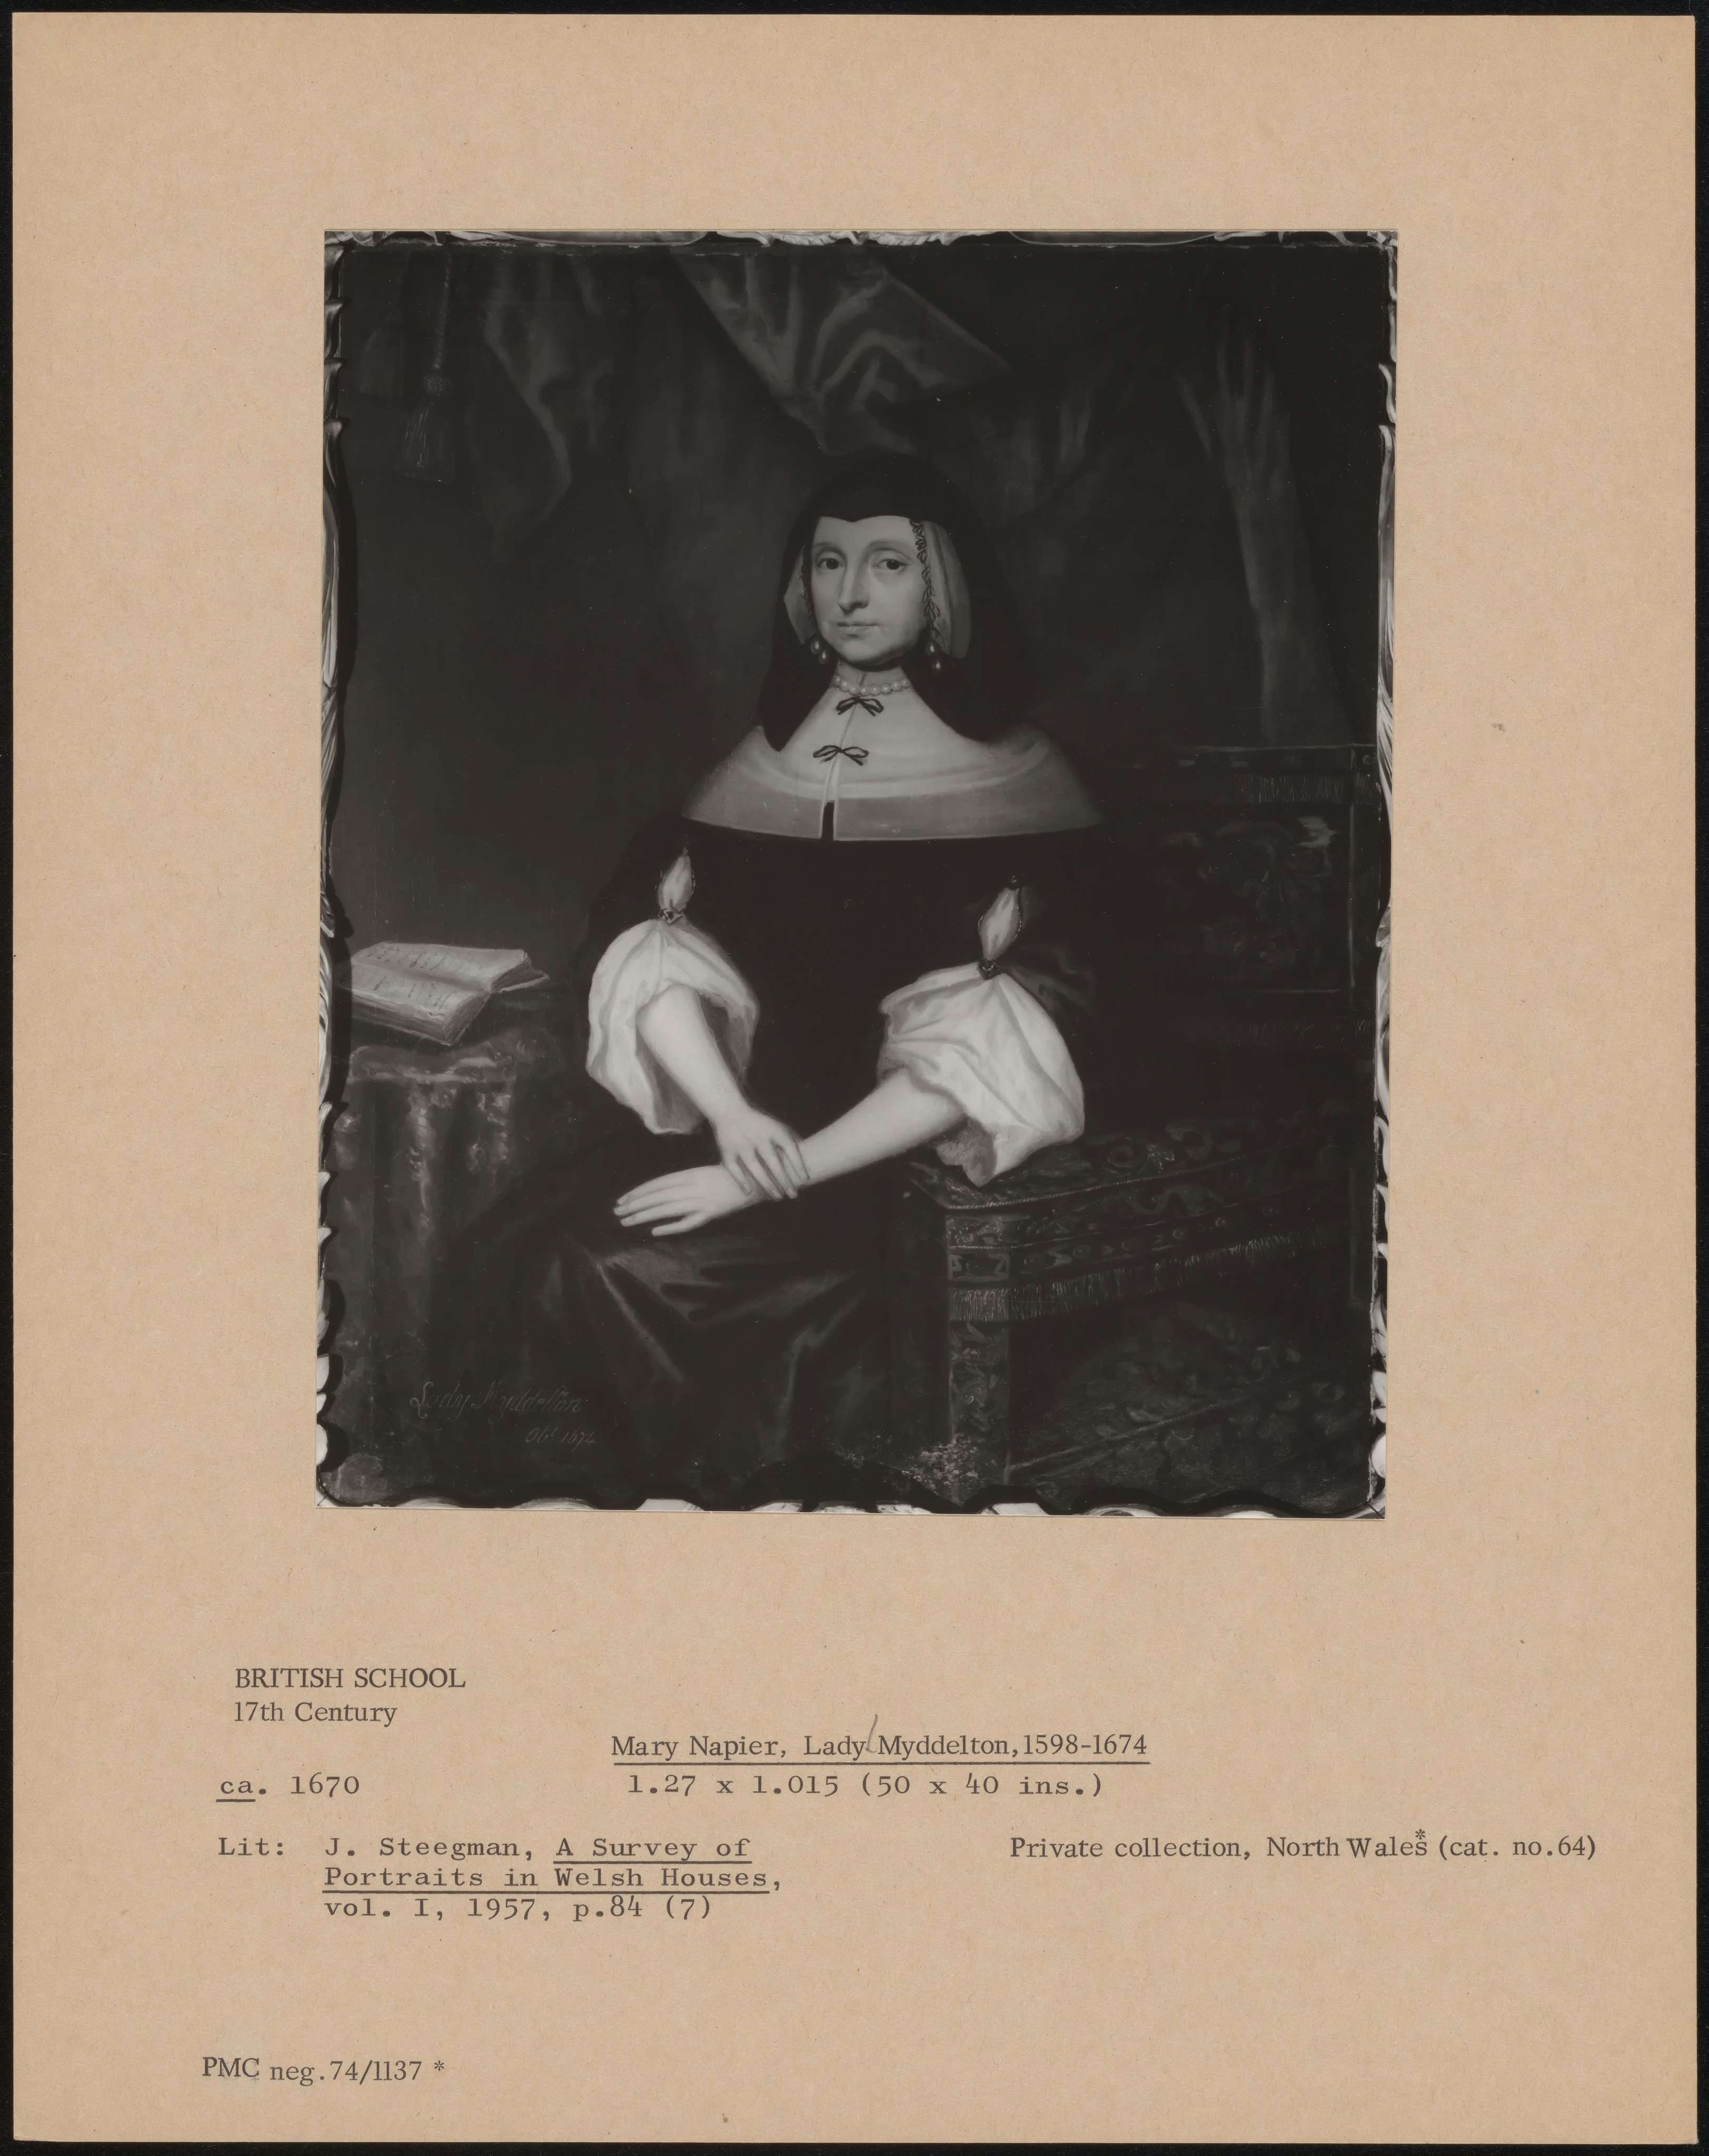 Lady Myddelton
Obt 1674
BRITISH SCHOOL
17th Century
Mary Napier, Lady Myddelton, 1598-1674
ca. 1670
1.27 x 1.015 (50 x 40 ins.)
Lit: J. Steegman, A Survey of
Portraits in Welsh Houses,
vol. I, 1957, p.84 (7)
Private collection, North Wales* (cat. no.64)
PMC neg.74/1137 *